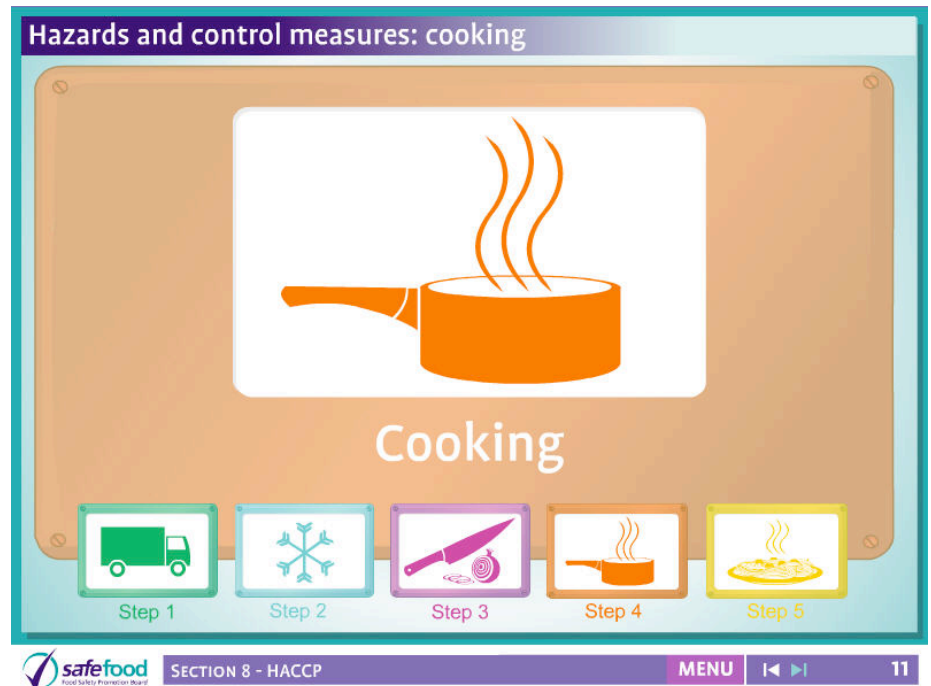 Hazards and control measures: cooking
Cooking
Step 1 Step 2 Step 3 Step 4 Step 5
safefood
Food Safety Promotion Board
SECTION 8 - HACCP
MENU
11